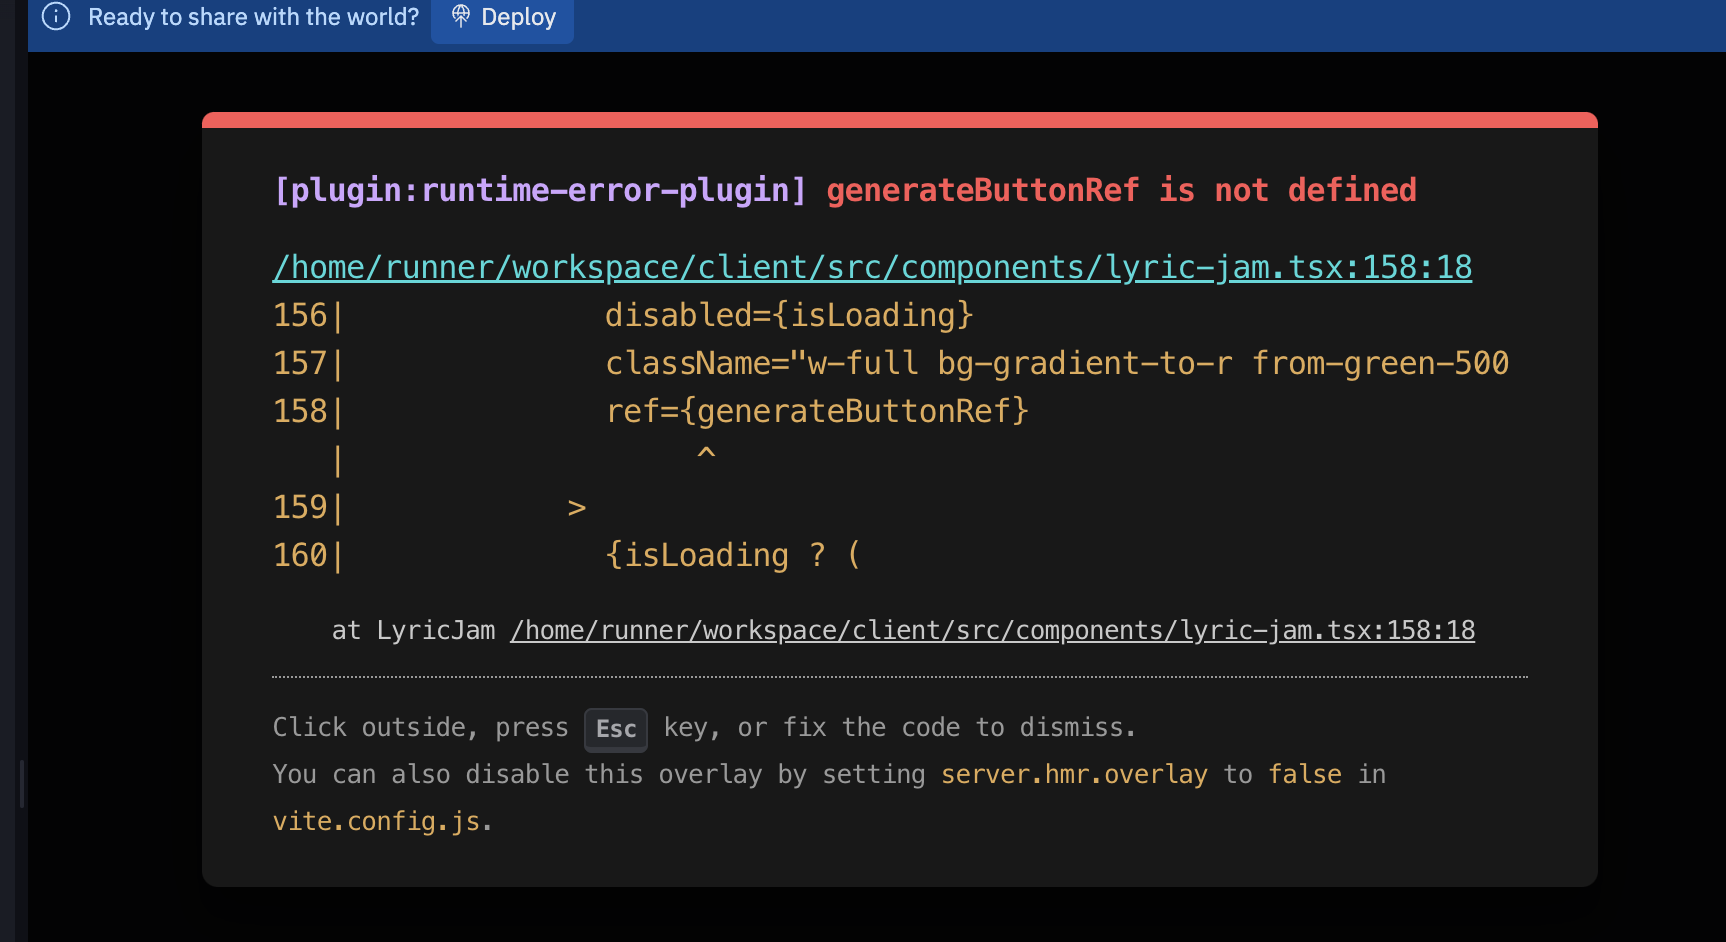 Ready to share with the world? Deploy
[plugin:runtime-error-plugin] generateButtonRef is not defined
/home/runner/workspace/client/src/components/lyric-jam.tsx:158:18
156|              disabled={isLoading}
157|              className="w-full bg-gradient-to-r from-green-500
158|              ref={generateButtonRef}
   |                   ^
159|            >
160|              {isLoading ? (
at LyricJam /home/runner/workspace/client/src/components/lyric-jam.tsx:158:18
Click outside, press Esc key, or fix the code to dismiss.
You can also disable this overlay by setting server.hmr.overlay to false in
vite.config.js.